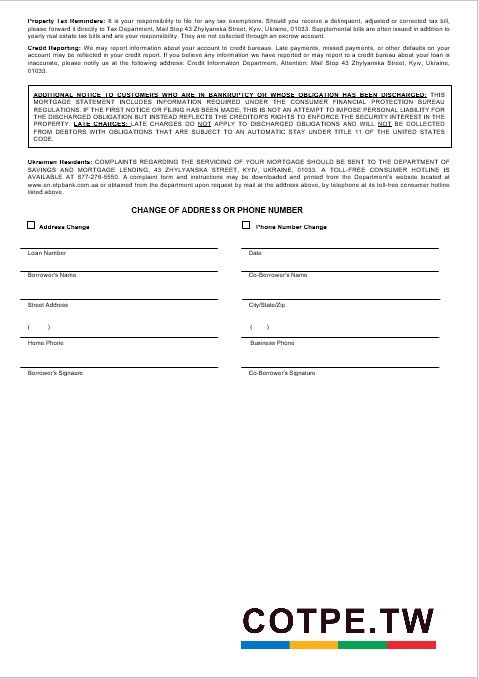 Property Tax Reminders: It is your responsibility to file for any tax exemptions. Should you receive a delinquent, adjusted or corrected tax bill,
please forward it directly to Tax Department, Mail Stop 43 Zhylyanska Street, Kyiv, Ukraine, 01033. Supplemental bills are often issued in addition to
yearly real estate tax bills and are your responsibility. They are not collected through an escrow account.
Credit Reporting: We may report information about your account to credit bureaus. Late payments, missed payments, or other defaults on your
account may be reflected in your credit report. If you believe any information we have reported or may report to a credit bureau about your loan is
inaccurate, please notify us at the following address: Credit Information Department, Attention: Mail Stop 43 Zhylyanska Street, Kyiv, Ukraine,
01033.
ADDITIONAL NOTICE TO CUSTOMERS WHO ARE IN BANKRUPTCY OR WHOSE OBLIGATION HAS BEEN DISCHARGED: THIS
MORTGAGE STATEMENT INCLUDES INFORMATION REQUIRED UNDER THE CONSUMER FINANCIAL PROTECTION BUREAU
REGULATIONS. IF THE FIRST NOTICE OR FILING HAS BEEN MADE, THIS IS NOT AN ATTEMPT TO IMPOSE PERSONAL LIABILITY FOR
THE DISCHARGED OBLIGATION BUT INSTEAD REFLECTS THE CREDITOR'S RIGHTS TO ENFORCE THE SECURITY INTEREST IN THE
PROPERTY. LATE CHARGES: LATE CHARGES DO NOT APPLY TO DISCHARGED OBLIGATIONS AND WILL NOT BE COLLECTED
FROM DEBTORS WITH OBLIGATIONS THAT ARE SUBJECT TO AN AUTOMATIC STAY UNDER TITLE 11 OF THE UNITED STATES
CODE.
Ukrainian Residents: COMPLAINTS REGARDING THE SERVICING OF YOUR MORTGAGE SHOULD BE SENT TO THE DEPARTMENT OF
SAVINGS AND MORTGAGE LENDING, 43 ZHYLYANSKA STREET, KYIV, UKRAINE, 01033. A TOLL-FREE CONSUMER HOTLINE IS
AVAILABLE AT 877-276-5550. A complaint form and instructions may be downloaded and printed from the Department's website located at
www.en.otpbank.com.ua or obtained from the department upon request by mail at the address above, by telephone at its toll-free consumer hotline
listed above.
CHANGE OF ADDRESS OR PHONE NUMBER
Address Change
Phone Number Change
Loan Number
Date
Borrower's Name
Co-Borrower's Name
Street Address
City/State/Zip
( )
( )
Home Phone
Business Phone
Borrower's Signaure
Co-Borrower's Signature
COTPE.TW